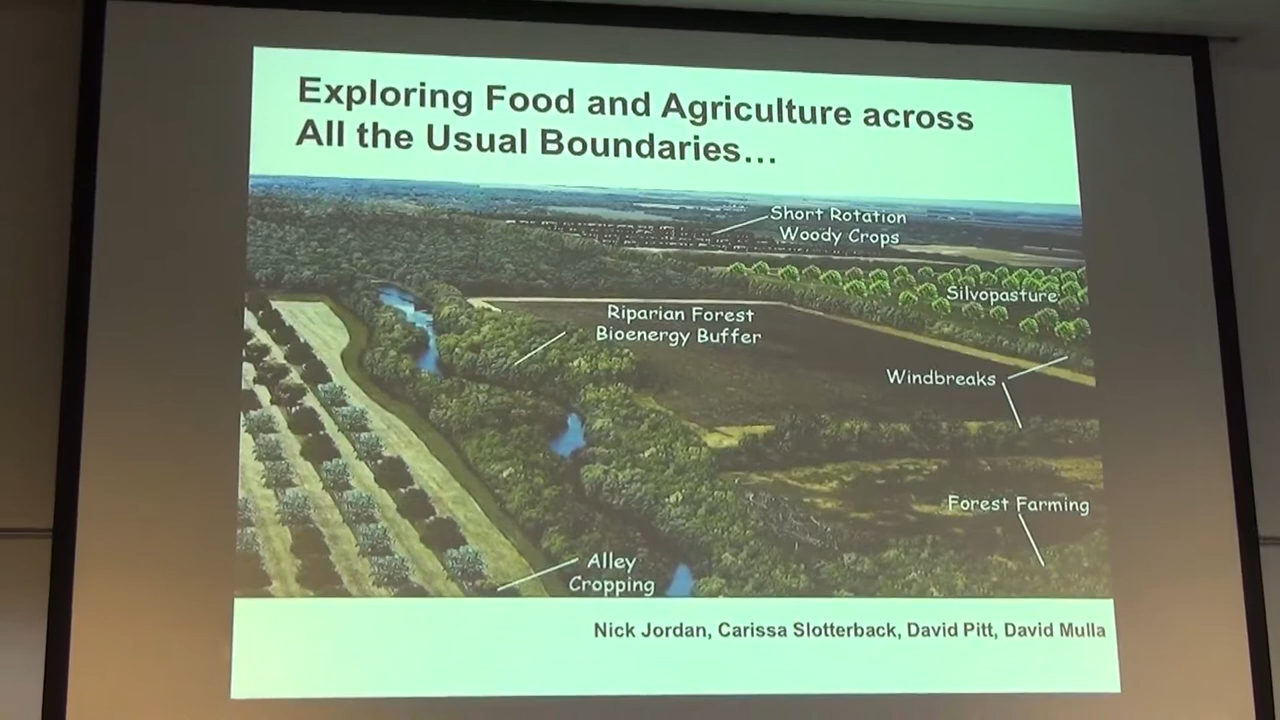 Exploring Food and Agriculture across
All the Usual Boundaries…
Short Rotation
Woody Crops
Silvopasture
Riparian Forest
Bioenergy Buffer
Windbreaks
Forest Farming
Alley
Cropping
Nick Jordan, Carissa Slotterback, David Pitt, David Mulla